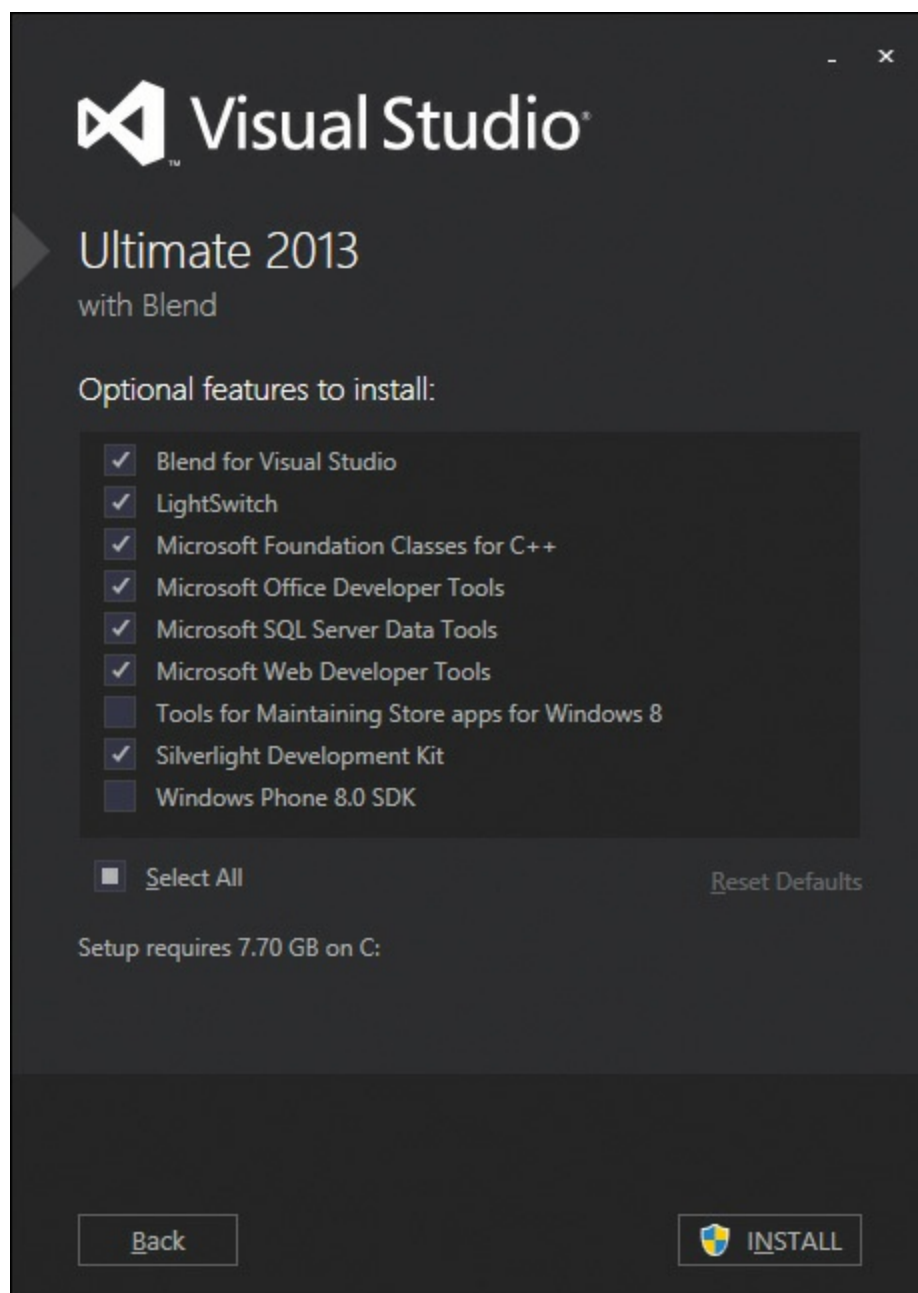 Visual Studio®
™
Ultimate 2013
with Blend
Optional features to install:
Blend for Visual Studio
LightSwitch
Microsoft Foundation Classes for C++
Microsoft Office Developer Tools
Microsoft SQL Server Data Tools
Microsoft Web Developer Tools
Tools for Maintaining Store apps for Windows 8
Silverlight Development Kit
Windows Phone 8.0 SDK
Select All
Reset Defaults
Setup requires 7.70 GB on C:
Back
INSTALL